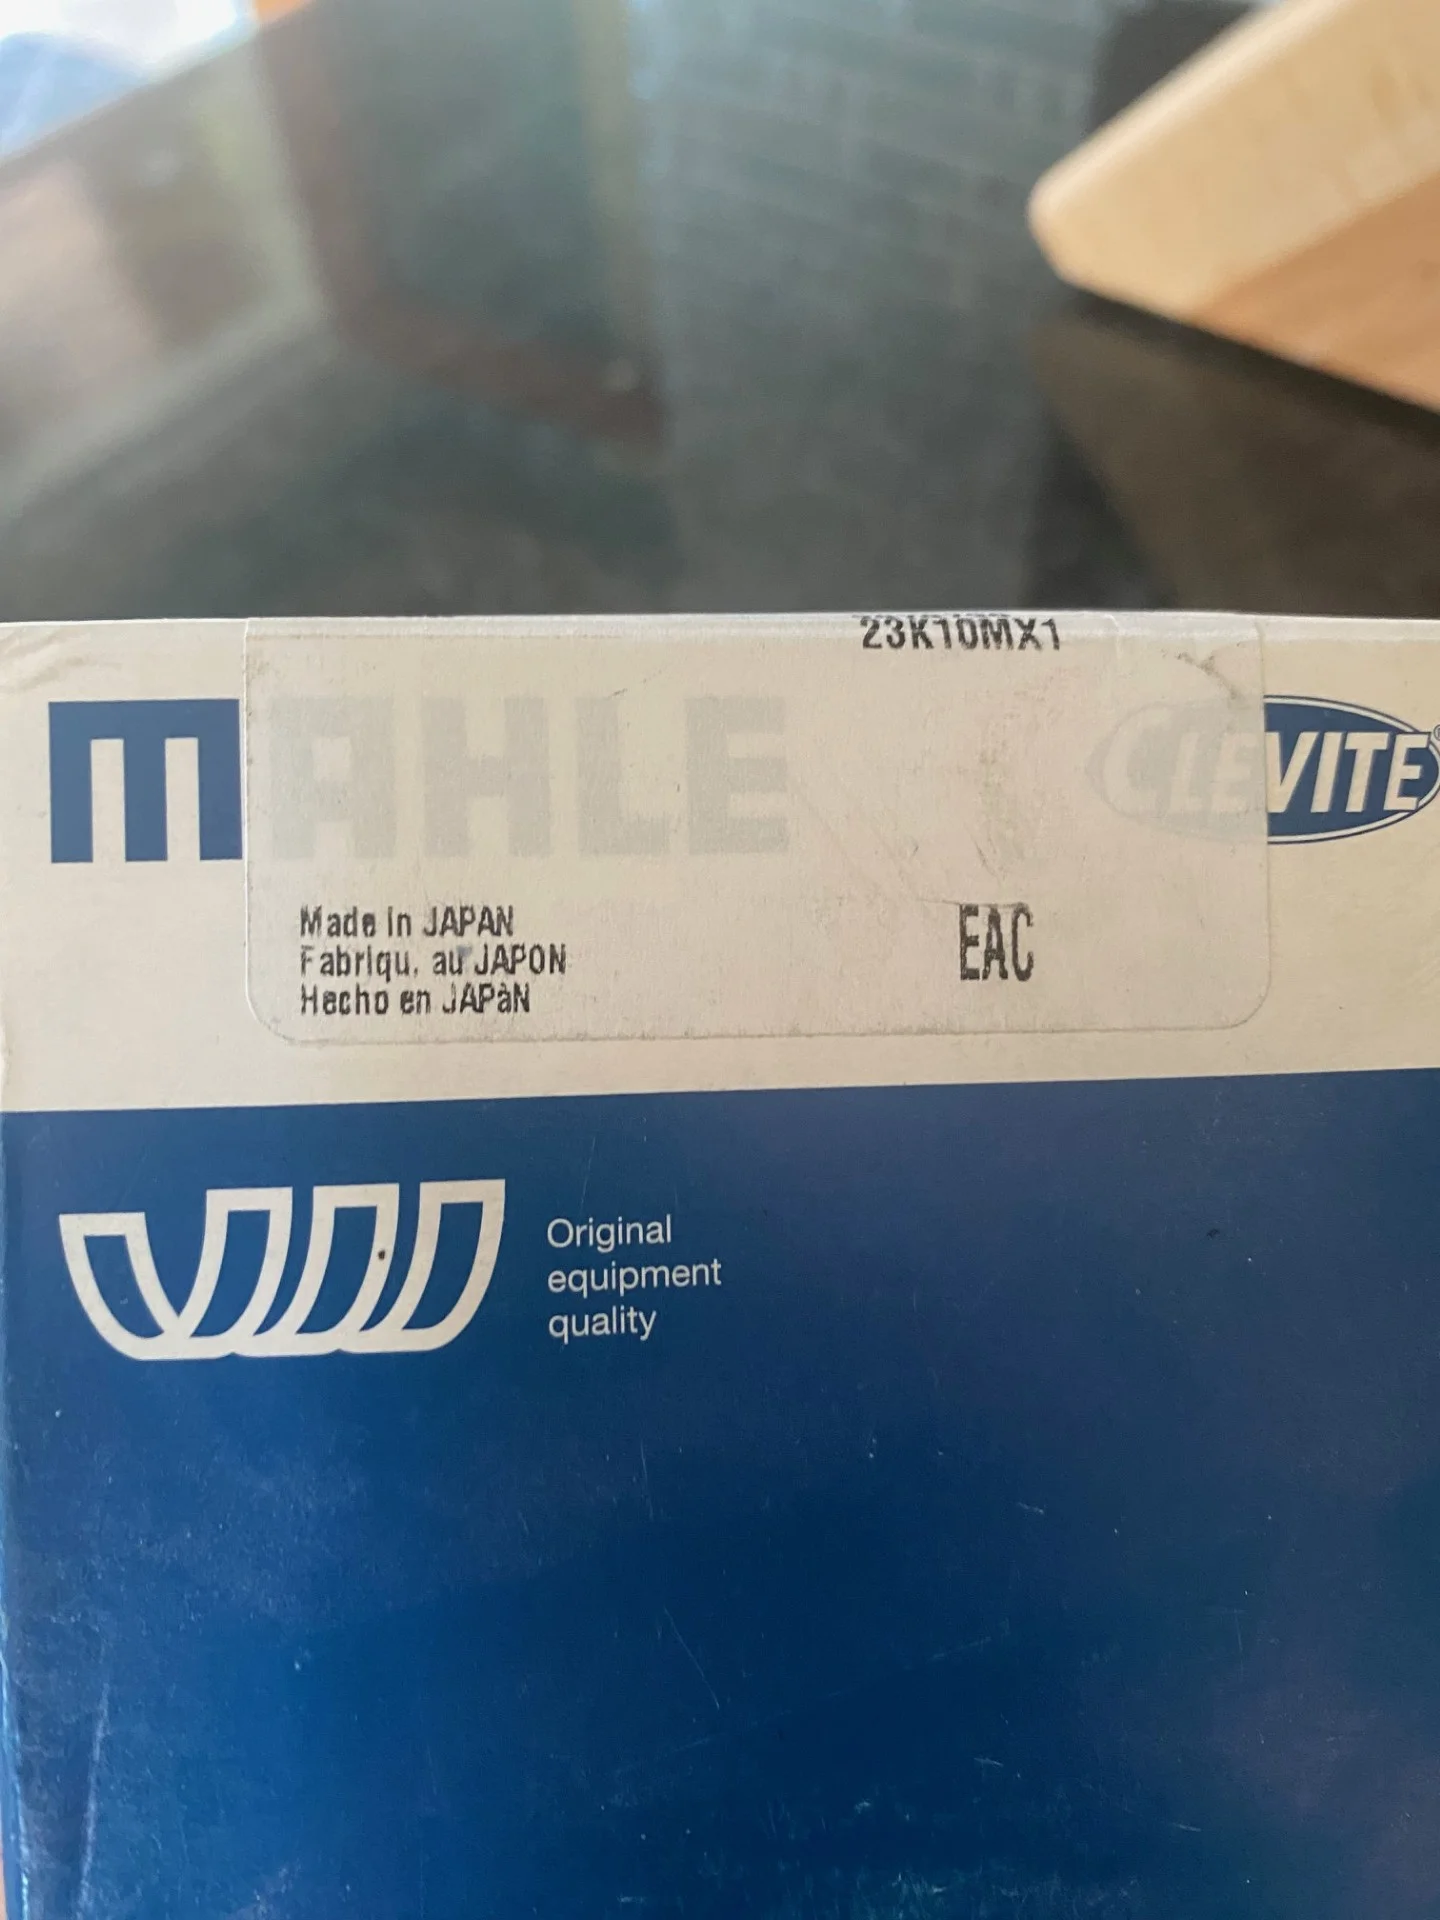 23K10MX1
MAHLE
CLEVITE®
Made in JAPAN
Fabriqu. au JAPON
Hecho en JAPàN
EAC
Original
equipment
quality